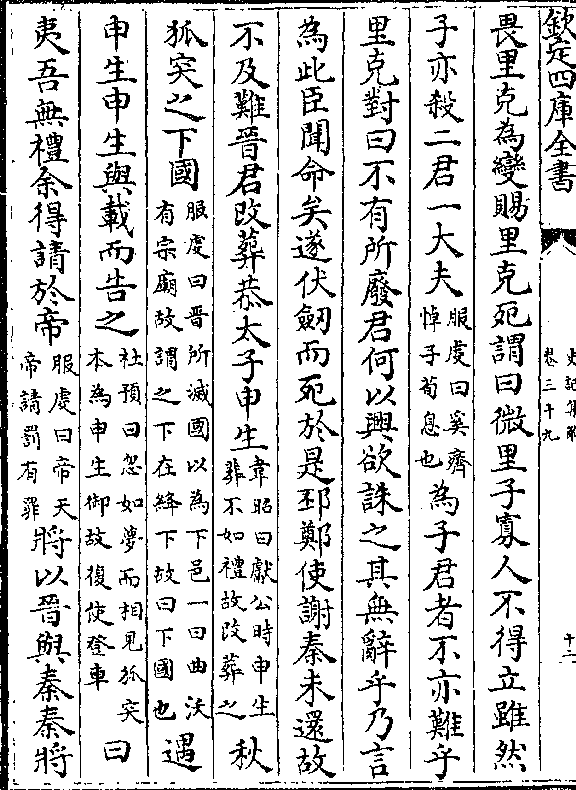 欽定四庫全書
史記集解
卷三十九
十二
畏里克為變賜里克死謂曰微里子寡人不得立雖然
子亦殺二君一大夫服虔曰奚齊悼子荀息也為子君者不亦難乎
里克對曰不有所廢君何以興欲誅之其無辭乎乃言
為此臣聞命矣遂伏劒而死於是邳鄭使謝秦未還故
不及難晉君改葬恭太子申生韋昭曰獻公時申生葬不如禮故改葬之秋
狐突之下國服虔曰晉所滅國以為下邑一曰曲沃有宗廟故謂之下在絳下故曰下國也遇
申生申生與載而告之杜預曰忽如夢而相見狐突本為申生御故復使登車曰
夷吾無禮余得請於帝服虔曰帝天帝請罰有罪將以晉與秦秦將